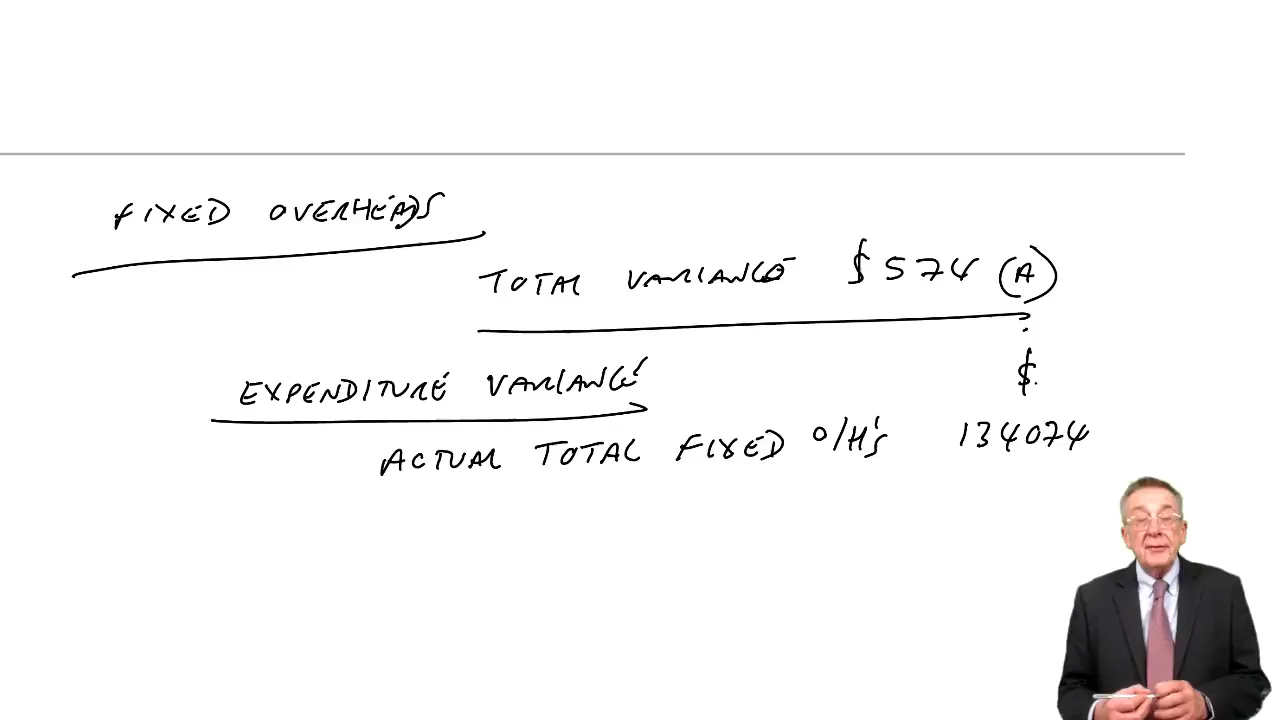 FIXED OVERHEADS
TOTAL VARIANCE $574 (A)
$
EXPENDITURE VARIANCE
ACTUAL TOTAL FIXED O/H's 134074